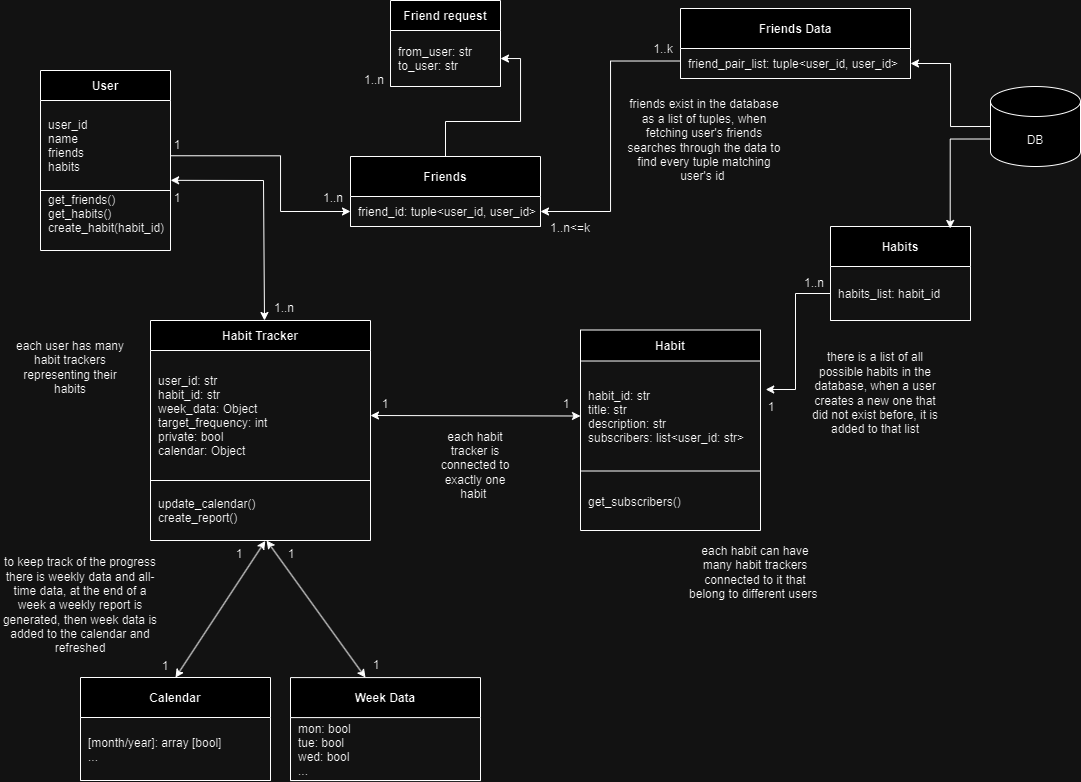 Friend request
from_user: str
to_user: str
1..n
Friends Data
friend_pair_list: tuple<user_id, user_id>
1..k
User
user_id
name
friends
habits
get_friends()
get_habits()
create_habit(habit_id)
1
1
friends exist in the database
as a list of tuples, when
fetching user's friends
searches through the data to
find every tuple matching
user's id
DB
Friends
friend_id: tuple<user_id, user_id>
1..n
1..n<=k
Habits
habits_list: habit_id
1..n
1..n
each user has many
habit trackers
representing their
habits
Habit Tracker
user_id: str
habit_id: str
week_data: Object
target_frequency: int
private: bool
calendar: Object
update_calendar()
create_report()
1
1
each habit
tracker is
connected to
exactly one
habit
Habit
habit_id: str
title: str
description: str
subscribers: list<user_id: str>
get_subscribers()
1
there is a list of all
possible habits in the
database, when a user
creates a new one that
did not exist before, it is
added to that list
each habit can have
many habit trackers
connected to it that
belong to different users
to keep track of the progress
there is weekly data and all-
time data, at the end of a
week a weekly report is
generated, then week data is
added to the calendar and
refreshed
1
1
1
1
Calendar
[month/year]: array [bool]
...
Week Data
mon: bool
tue: bool
wed: bool
...